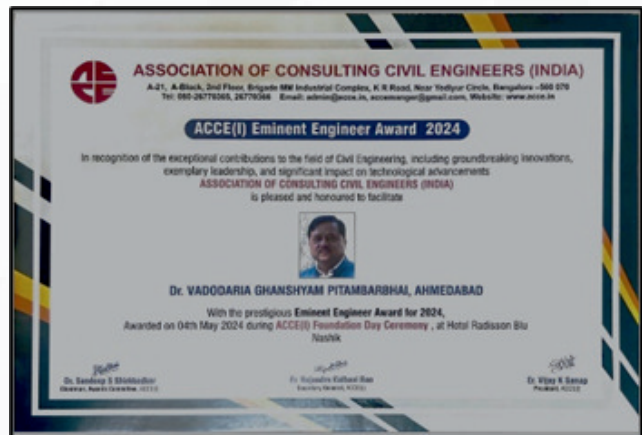 ASSOCIATION OF CONSULTING CIVIL ENGINEERS (INDIA)
A-21, A-Block, 2nd Floor, Brigade MM Industrial Complex, K R Road, Near Yediyur Circle, Bangalore -560 070
Tel: 080-26770365, 26770366 Email: admin@acce.in, Website: www.acce.in
ACCE(I) Eminent Engineer Award 2024
In recognition of the exceptional contributions to the field of Civil Engineering, including groundbreaking innovations,
exemplary leadership, and significant impact on technological advancements
ASSOCIATION OF CONSULTING CIVIL ENGINEERS (INDIA)
is pleased and honoured to facilitate
Dr. VADODARIA GHANSHYAM PITAMBARBHAI, AHMEDABAD
With the prestigious Eminent Engineer Award for 2024,
Awarded on 04th May 2024 during ACCE(I) Foundation Day Ceremony , at Hotel Radisson Blu
Nashik
Dr. Sandeep S
Dr. Vijay K Sanap
President, ACCE(I)